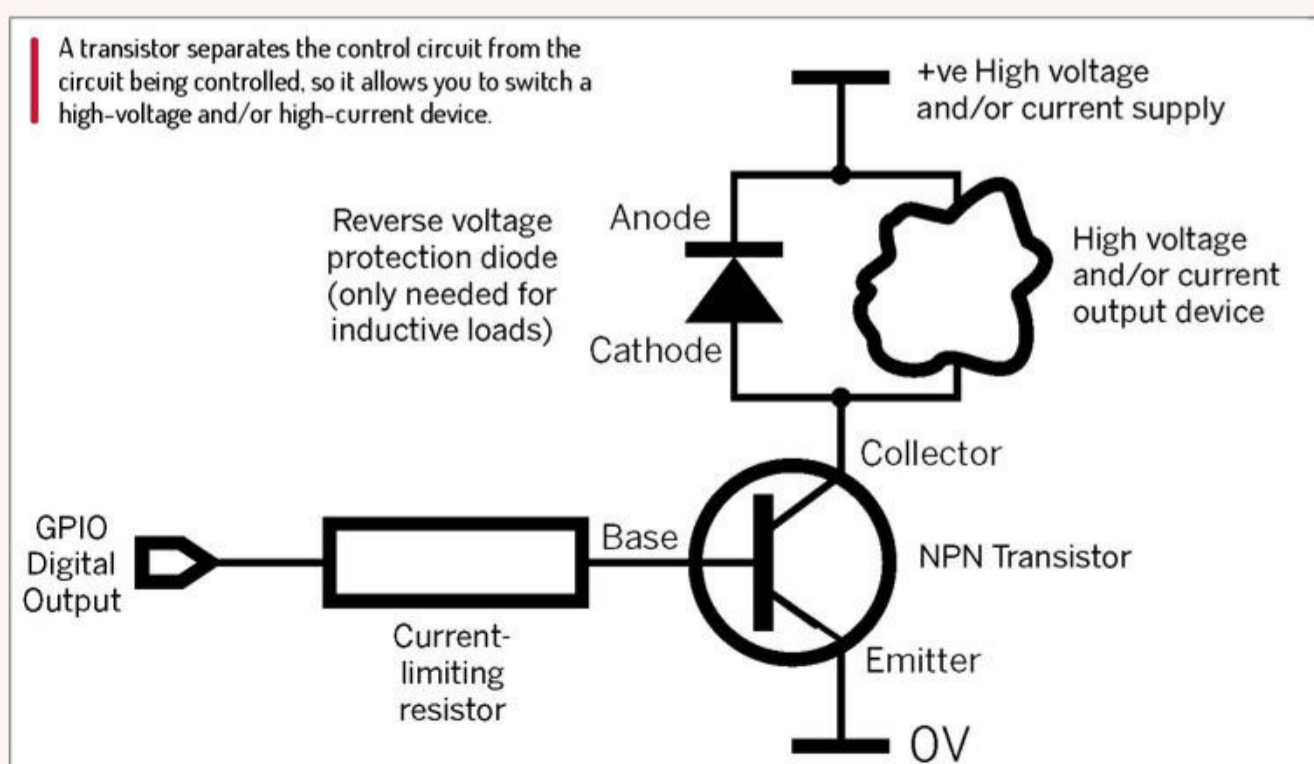 A transistor separates the control circuit from the
circuit being controlled, so it allows you to switch a
high-voltage and/or high-current device.
+ve High voltage
and/or current supply
Reverse voltage
protection diode
(only needed for
inductive loads)
Anode
Cathode
High voltage
and/or current
output device
Collector
GPIO
Digital
Output
Base
NPN Transistor
Current-
limiting
resistor
Emitter
0V